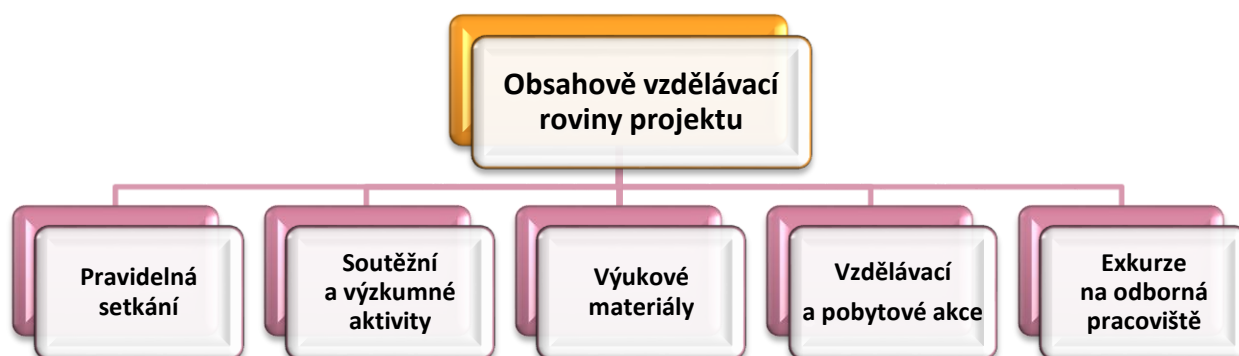 Obsahově vzdělávací
roviny projektu
Pravidelná
setkání
Soutěžní
a výzkumné
aktivity
Výukové
materiály
Vzdělávací
a pobytové akce
Exkurze
na odborná
pracoviště